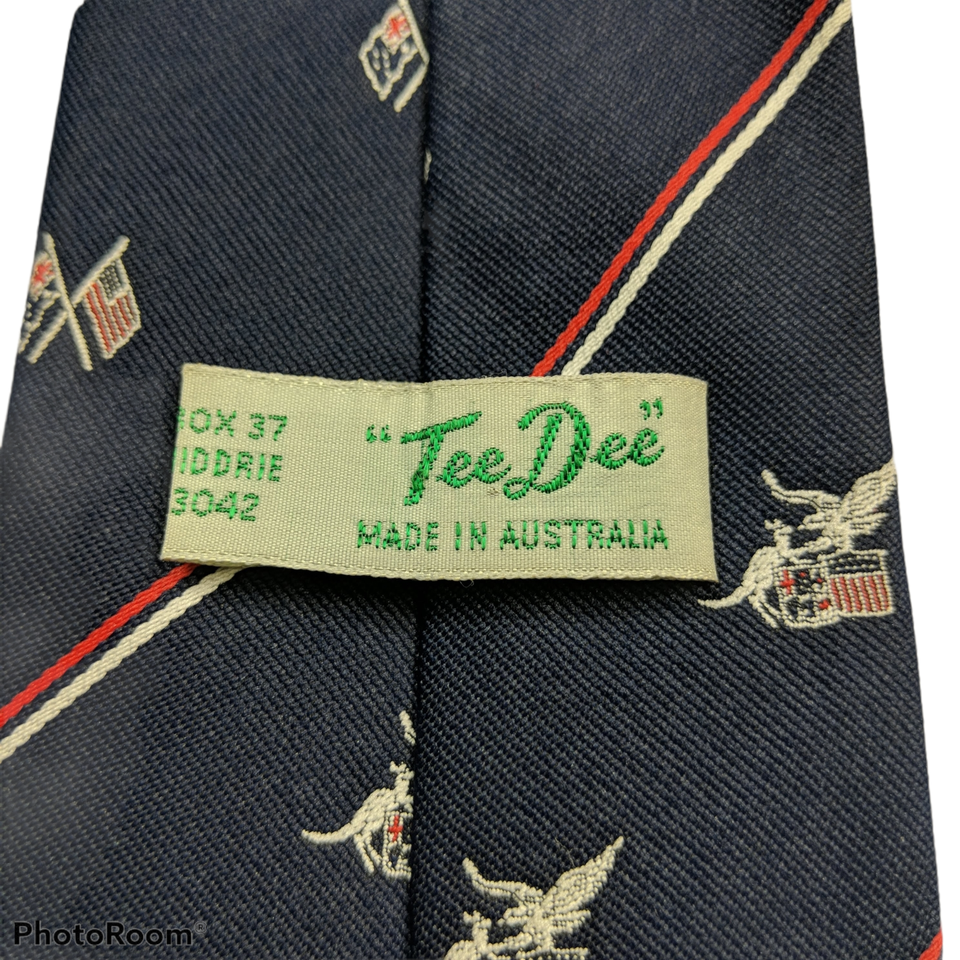 OX 37
IDDRIE
3042
"Tee Dee"
MADE IN AUSTRALIA
PhotoRoom